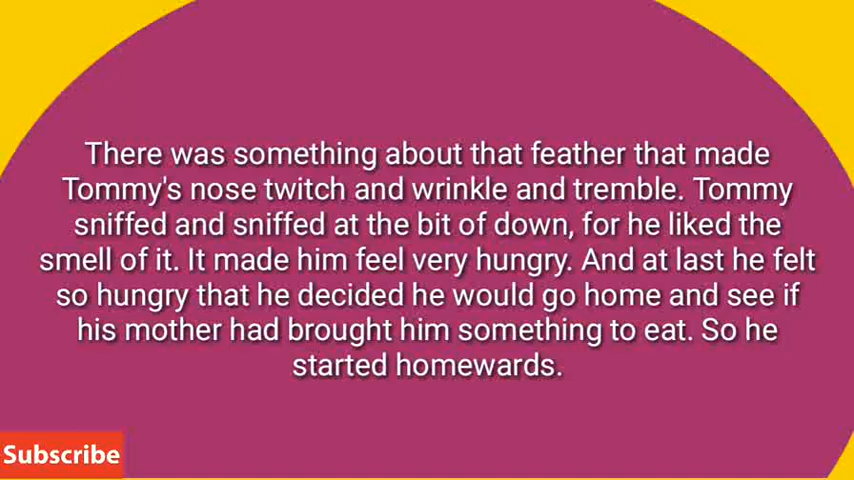 There was something about that feather that made
Tommy's nose twitch and wrinkle and tremble. Tommy
sniffed and sniffed at the bit of down, for he liked the
smell of it. It made him feel very hungry. And at last he felt
so hungry that he decided he would go home and see if
his mother had brought him something to eat. So he
started homewards.
Subscribe